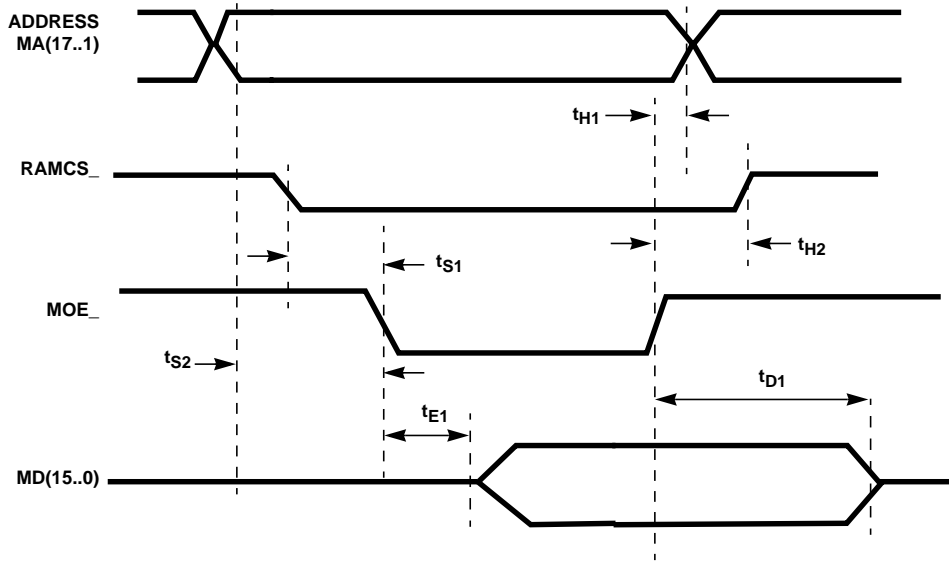 ADDRESS
MA(17..1)
tH1
RAMCS_
tH2
tS1
MOE_
tS2
tD1
tE1
MD(15..0)